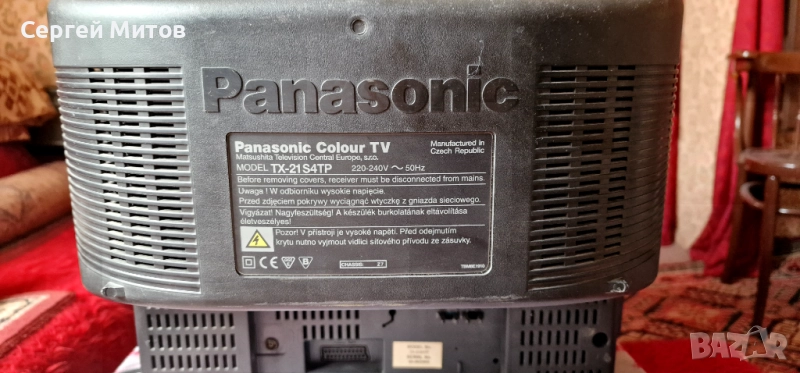 Сергей Митов
Panasonic
Panasonic Colour TV
Manufactured in
Matsushita Television Central Europe, s.r.o.
Czech Republic
MODEL TX-21S4TP 220-240V ~ 50Hz
Before removing covers, receiver must be disconnected from mains.
Uwaga ! W odbiorniku wysokie napięcie.
Przed zdjęciem pokrywy wyciągnąć wtyczkę z gniazda sieciowego.
Vigyázat! Nagyfeszültség! A készülék burkolatának eltávolítása
életveszélyes!
Pozor! V přístroji je vysoké napětí. Před odejmutím
krytu nutno vyjmout vidlici síťového přívodu ze zásuvky.
CE B CHASSIS Z7
BAZAR